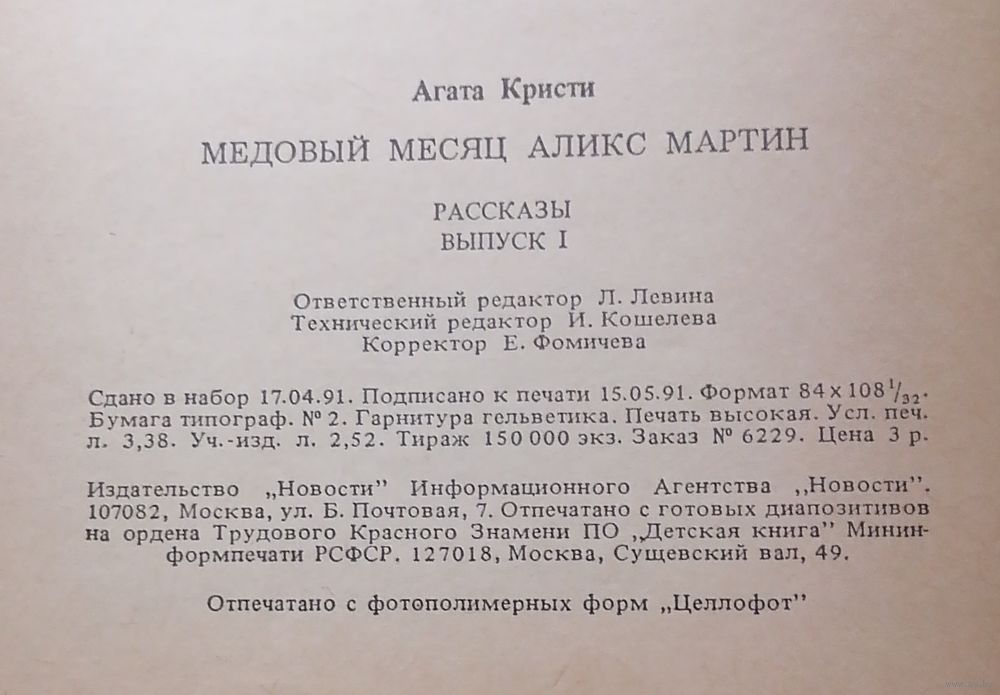 Агата Кристи
МЕДОВЫЙ МЕСЯЦ АЛИКС МАРТИН
РАССКАЗЫ
ВЫПУСК I
Ответственный редактор Л. Левина
Технический редактор И. Кошелева
Корректор Е. Фомичева
Сдано в набор 17.04.91. Подписано к печати 15.05.91. Формат 84 x 108 1/32.
Бумага типограф. № 2. Гарнитура гельветика. Печать высокая. Усл. печ.
л. 3,38. Уч.-изд. л. 2,52. Тираж 150 000 экз. Заказ № 6229. Цена 3 р.
Издательство „Новости” Информационного Агентства „Новости”.
107082, Москва, ул. Б. Почтовая, 7. Отпечатано с готовых диапозитивов
на ордена Трудового Красного Знамени ПО „Детская книга” Минин-
формпечати РСФСР. 127018, Москва, Сущевский вал, 49.
Отпечатано с фотополимерных форм „Целлофот”